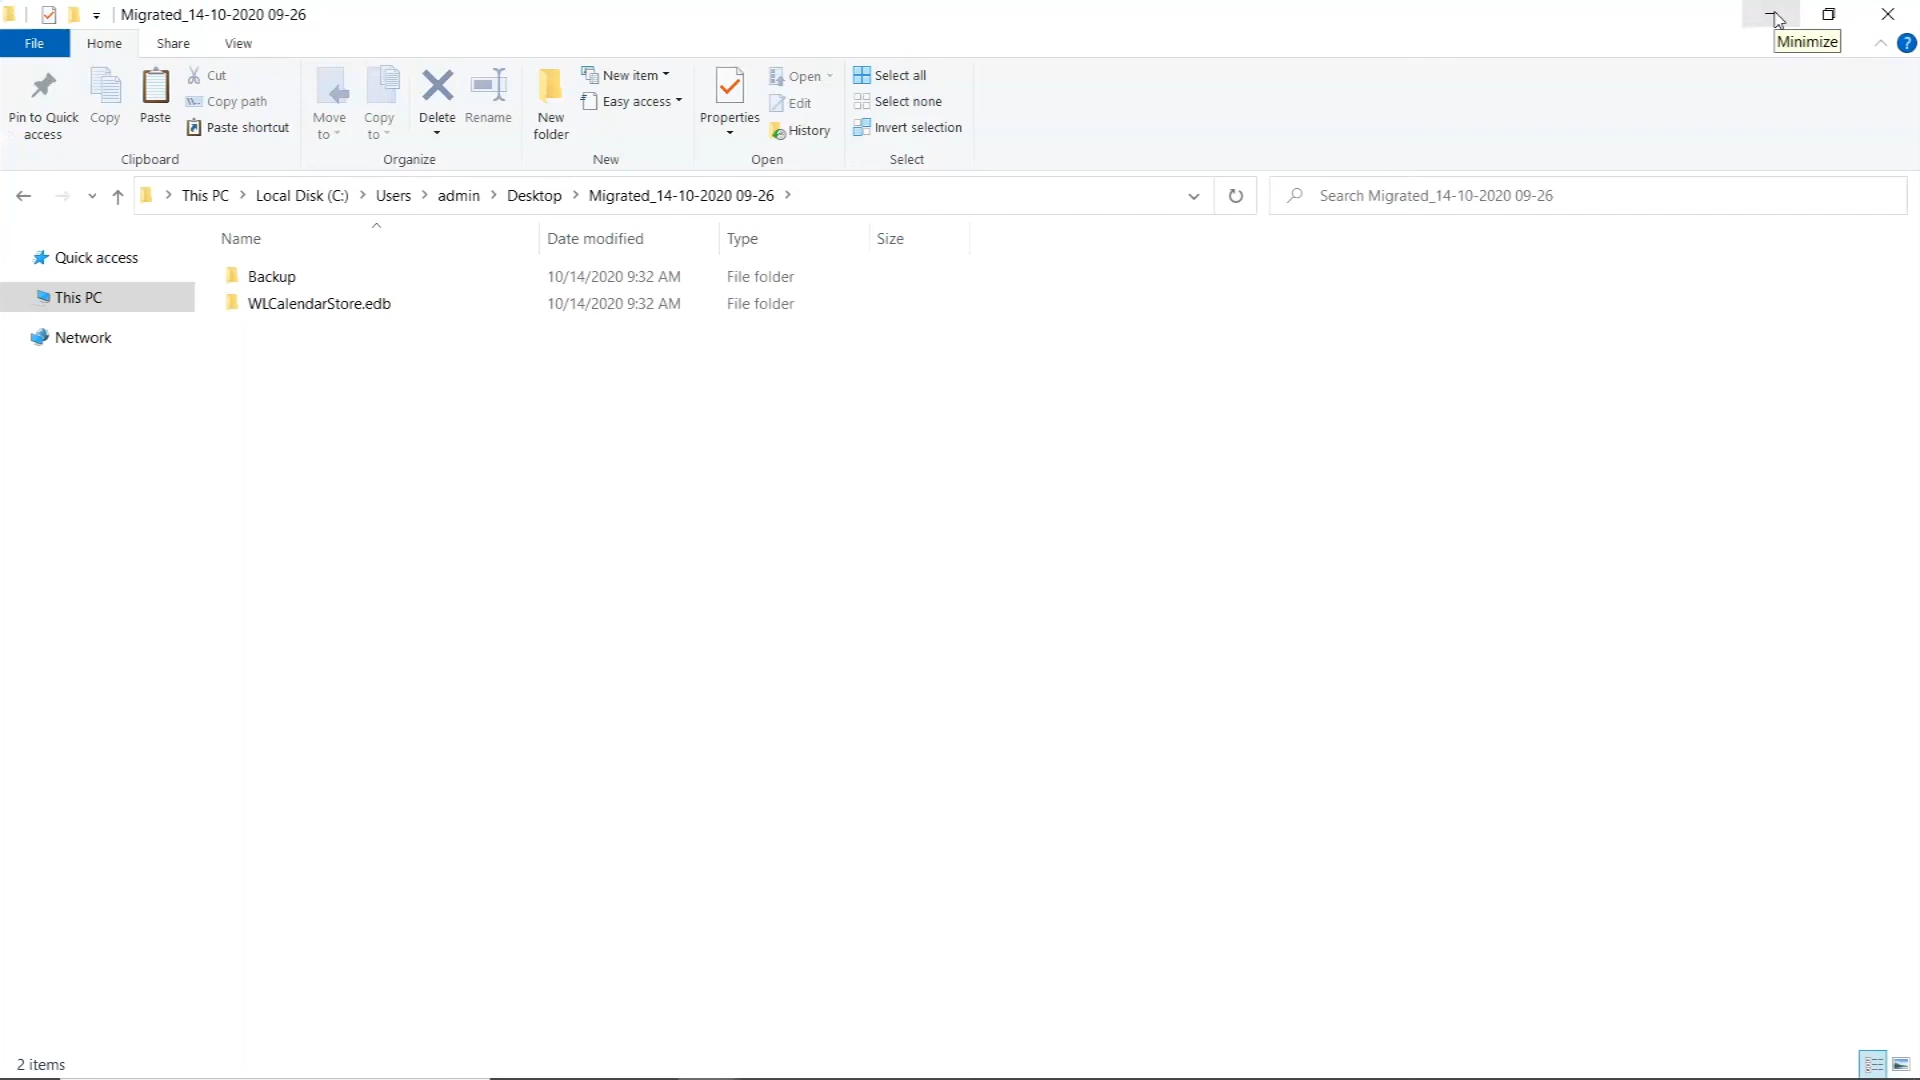 Migrated_14-10-2020 09-26
Minimize
File Home Share View
Pin to Quick access
Copy
Paste
Cut
Copy path
Paste shortcut
Clipboard
Move to
Copy to
Delete
Rename
Organize
New folder
New item
Easy access
New
Properties
Open
Edit
History
Open
Select all
Select none
Invert selection
Select
This PC > Local Disk (C:) > Users > admin > Desktop > Migrated_14-10-2020 09-26 >
Search Migrated_14-10-2020 09-26
Quick access
This PC
Network
Name Date modified Type Size
Backup 10/14/2020 9:32 AM File folder
WLCalendarStore.edb 10/14/2020 9:32 AM File folder
2 items